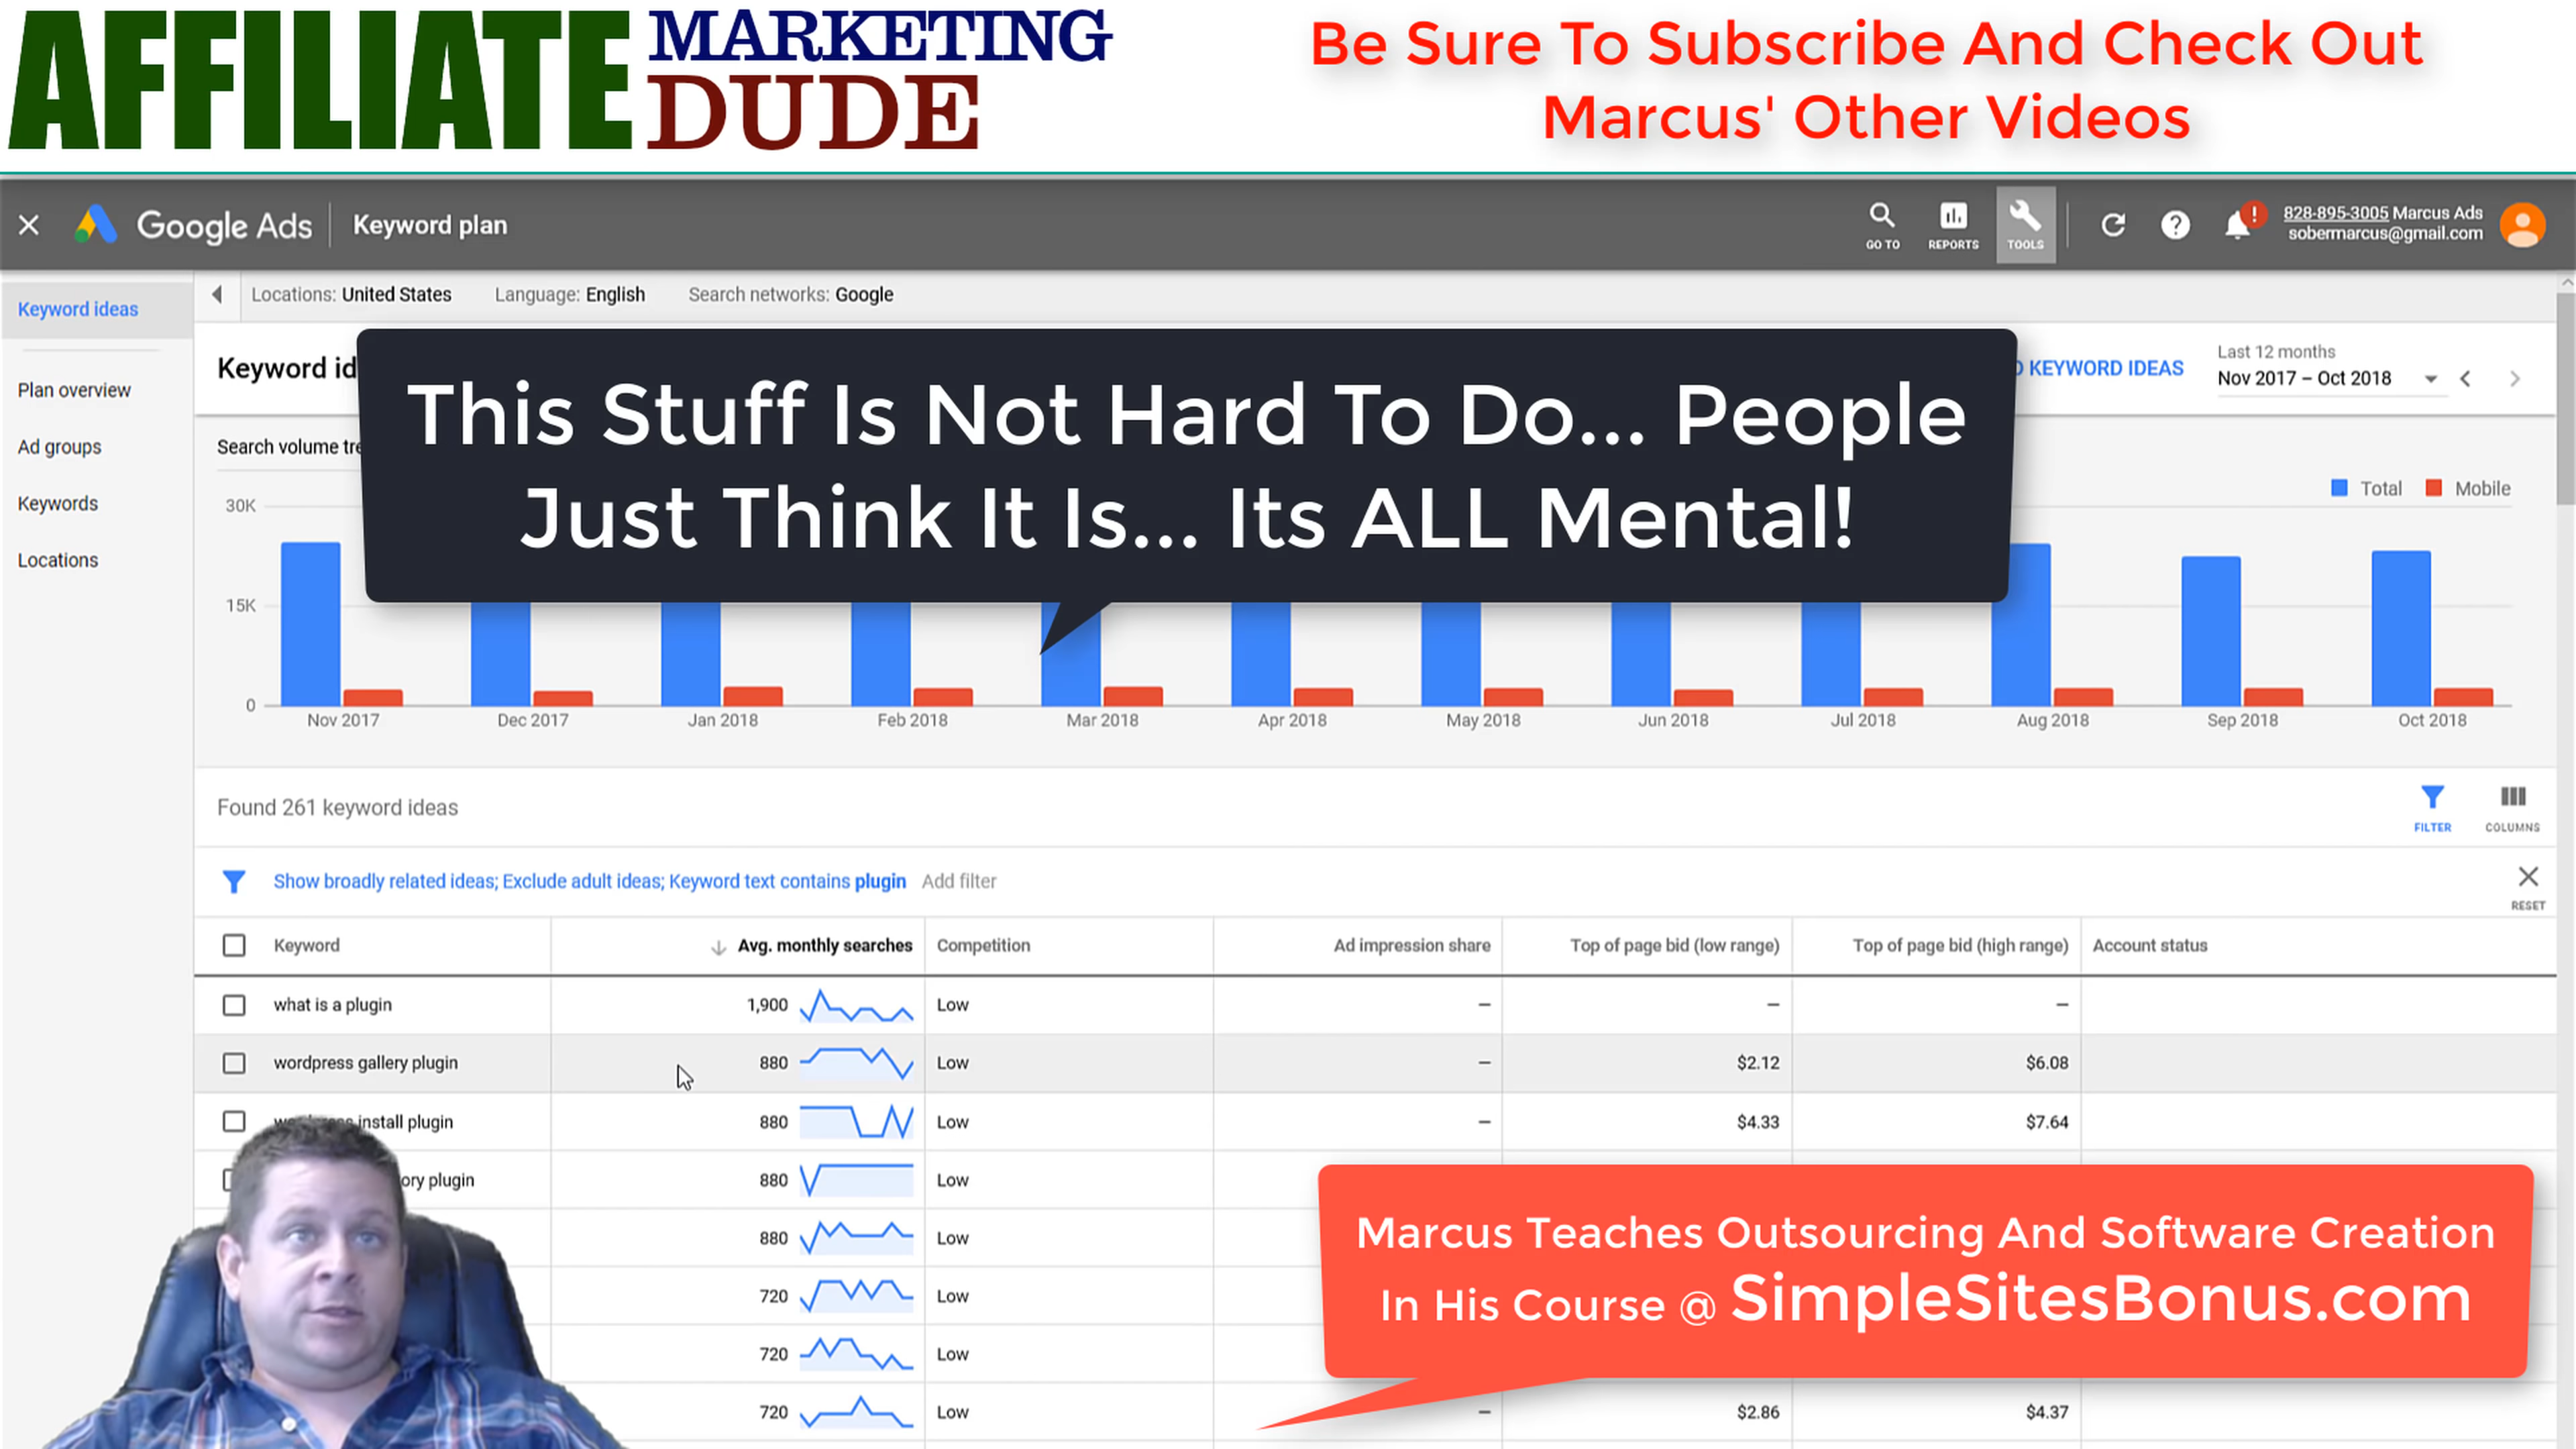 AFFILIATE MARKETING
DUDE
Be Sure To Subscribe And Check Out
Marcus' Other Videos
Google Ads
Keyword plan
GO TO
REPORTS
TOOLS
828-895-3005 Marcus Ads
sobermarcus@gmail.com
Keyword ideas
Plan overview
Ad groups
Keywords
Locations
Locations: United States
Language: English
Search networks: Google
Keyword
KEYWORD IDEAS
Last 12 months
Nov 2017 – Oct 2018
This Stuff Is Not Hard To Do... People
Just Think It Is... Its ALL Mental!
Search volume
Total
Mobile
30K
15K
0
Nov 2017
Dec 2017
Jan 2018
Feb 2018
Mar 2018
Apr 2018
May 2018
Jun 2018
Jul 2018
Aug 2018
Sep 2018
Oct 2018
Found 261 keyword ideas
FILTER
COLUMNS
Show broadly related ideas; Exclude adult ideas; Keyword text contains plugin Add filter
RESET
Keyword Avg. monthly searches Competition Ad impression share Top of page bid (low range) Top of page bid (high range) Account status
what is a plugin 1,900 Low – – –
wordpress gallery plugin 880 Low – $2.12 $6.08
install plugin 880 Low – $4.33 $7.64
plugin 880 Low
880 Low
720 Low
720 Low
720 Low – $2.86 $4.37
Marcus Teaches Outsourcing And Software Creation
In His Course @ SimpleSitesBonus.com